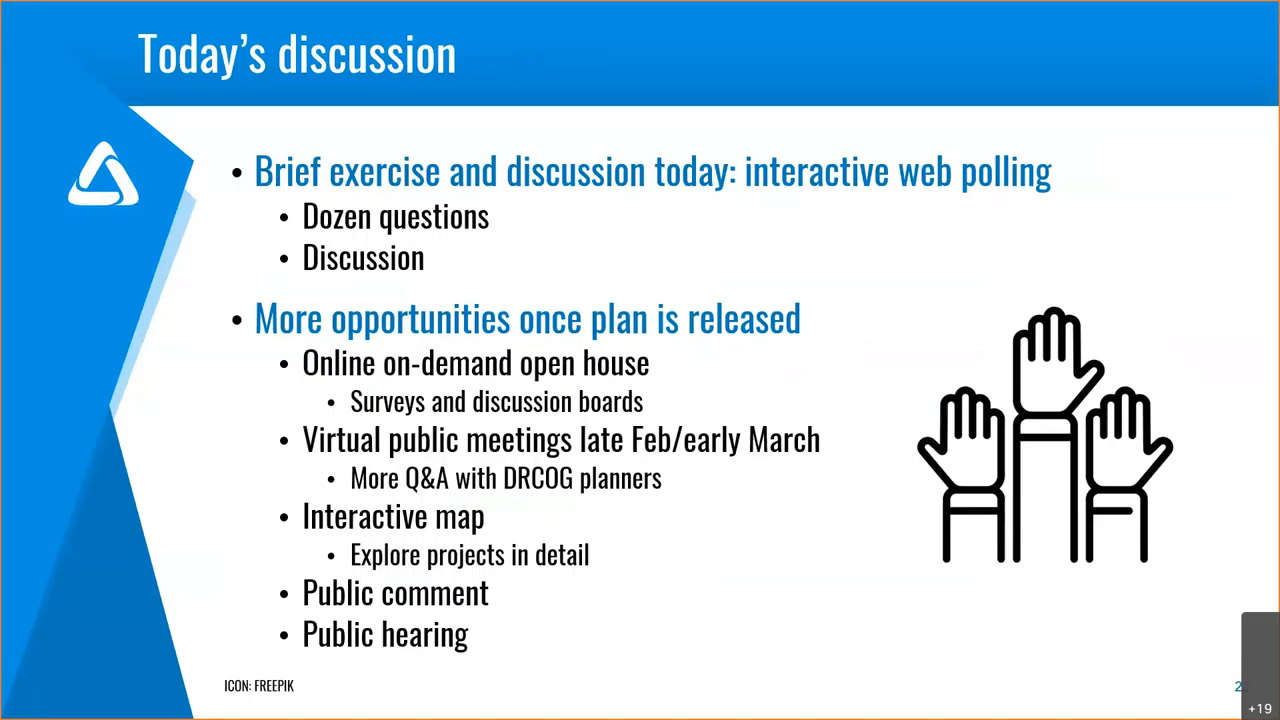 Today's discussion
• Brief exercise and discussion today: interactive web polling
• Dozen questions
• Discussion
• More opportunities once plan is released
• Online on-demand open house
• Surveys and discussion boards
• Virtual public meetings late Feb/early March
• More Q&A with DRCOG planners
• Interactive map
• Explore projects in detail
• Public comment
• Public hearing
ICON: FREEPIK
+19